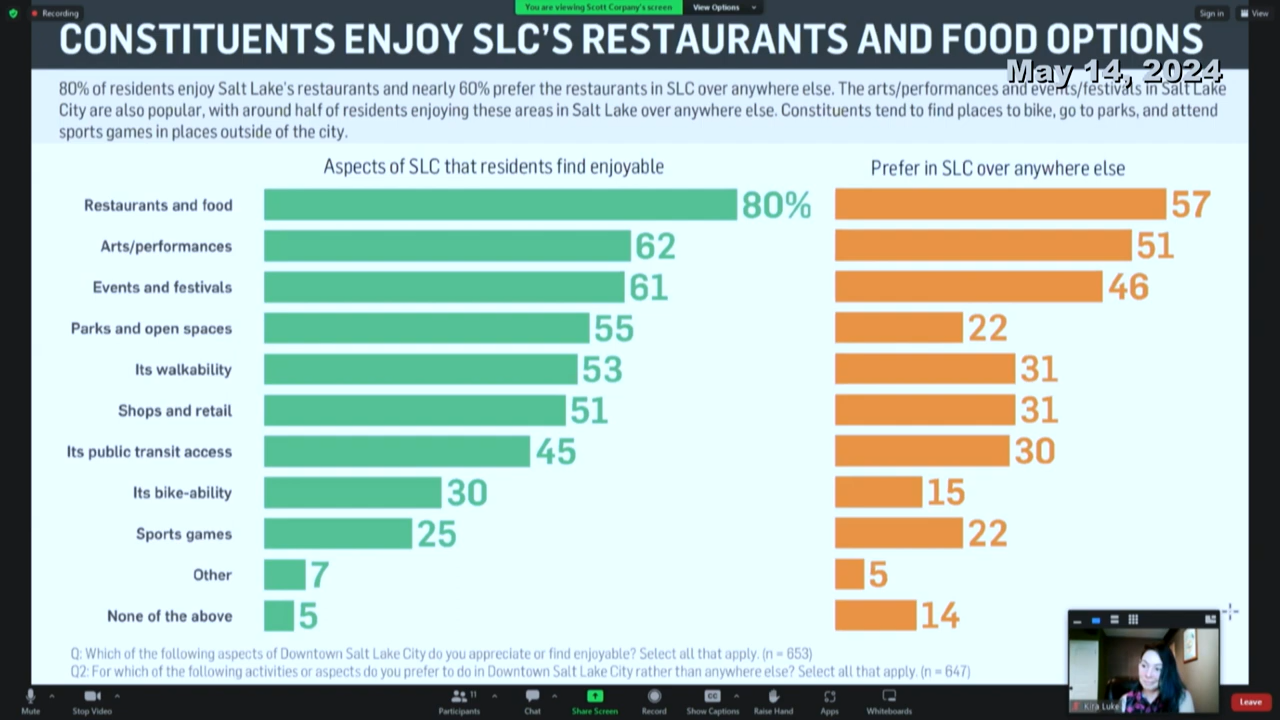 Recording
You are viewing Scott Corpany's screen
View Options
Sign in
View
CONSTITUENTS ENJOY SLC'S RESTAURANTS AND FOOD OPTIONS
May 14, 2024
80% of residents enjoy Salt Lake's restaurants and nearly 60% prefer the restaurants in SLC over anywhere else. The arts/performances and events/festivals in Salt Lake
City are also popular, with around half of residents enjoying these areas in Salt Lake over anywhere else. Constituents tend to find places to bike, go to parks, and attend
sports games in places outside of the city.
Aspects of SLC that residents find enjoyable
Prefer in SLC over anywhere else
Restaurants and food 80% 57
Arts/performances 62 51
Events and festivals 61 46
Parks and open spaces 55 22
Its walkability 53 31
Shops and retail 51 31
Its public transit access 45 30
Its bike-ability 30 15
Sports games 25 22
Other 7 5
None of the above 5 14
Q: Which of the following aspects of Downtown Salt Lake City do you appreciate or find enjoyable? Select all that apply. (n = 653)
Q2: For which of the following activities or aspects do you prefer to do in Downtown Salt Lake City rather than anywhere else? Select all that apply. (n = 647)
Kira Luke
Mute
Stop Video
Participants 11
Chat
Share Screen
Record
CC
Show Captions
Raise Hand
Apps
Whiteboards
Leave